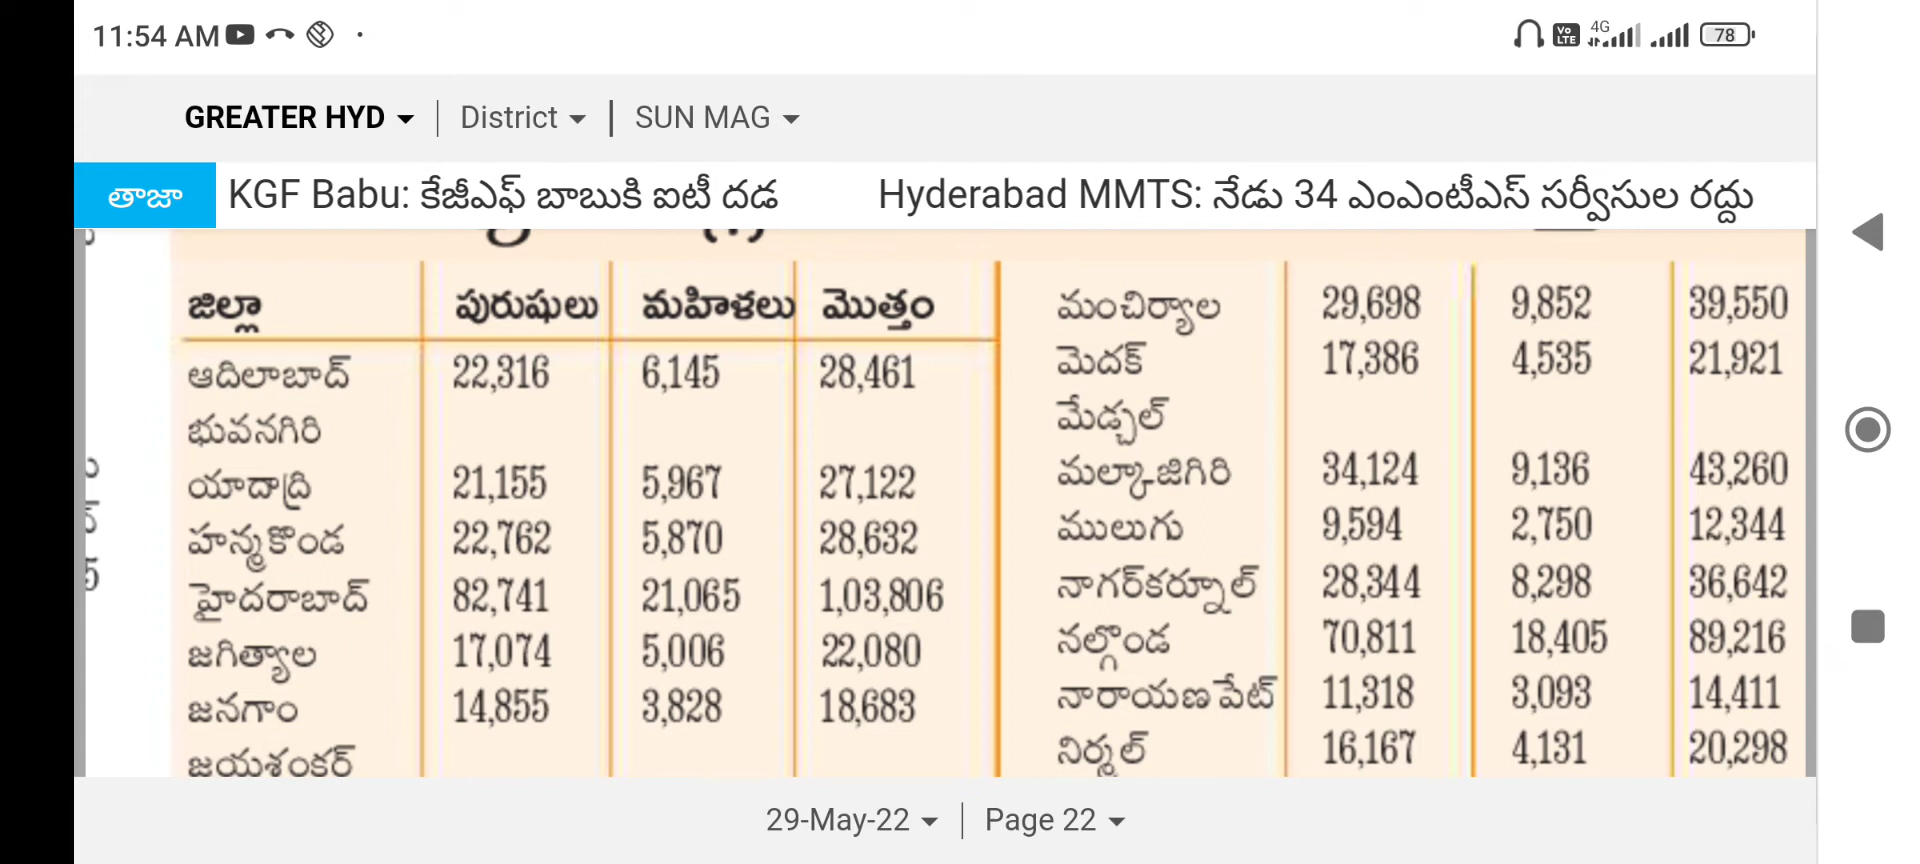 11:54 AM
4G
Vo LTE
78
GREATER HYD | District | SUN MAG
తాజా KGF Babu: కేజీఎఫ్ బాబుకి ఐటీ దడ Hyderabad MMTS: నేడు 34 ఎంఎంటీఎస్ సర్వీసుల రద్దు
జిల్లా పురుషులు మహిళలు మొత్తం
ఆదిలాబాద్ 22,316 6,145 28,461
భువనగిరి
యాదాద్రి 21,155 5,967 27,122
హన్మకొండ 22,762 5,870 28,632
హైదరాబాద్ 82,741 21,065 1,03,806
జగిత్యాల 17,074 5,006 22,080
జనగాం 14,855 3,828 18,683
జయశంకర్
మంచిర్యాల 29,698 9,852 39,550
మెదక్ 17,386 4,535 21,921
మేడ్చల్
మల్కాజిగిరి 34,124 9,136 43,260
ములుగు 9,594 2,750 12,344
నాగర్‌కర్నూల్ 28,344 8,298 36,642
నల్గొండ 70,811 18,405 89,216
నారాయణపేట్ 11,318 3,093 14,411
నిర్మల్ 16,167 4,131 20,298
29-May-22 | Page 22